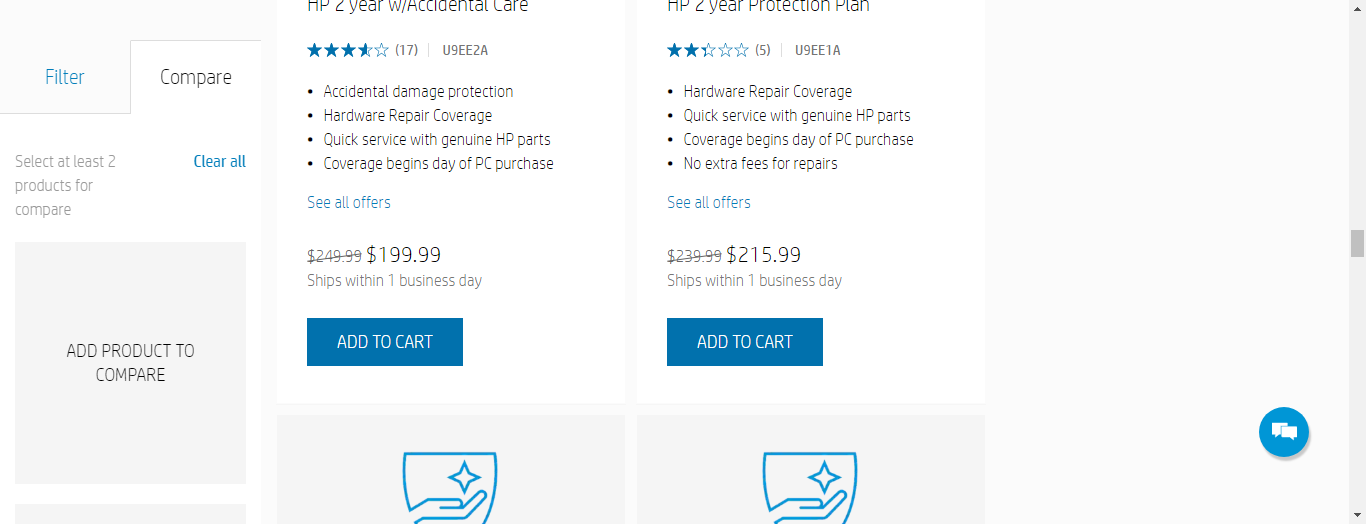 HP 2 year w/Accidental Care
HP 2 year Protection Plan
Filter
Compare
Select at least 2
products for
compare
Clear all
ADD PRODUCT TO
COMPARE
(17) U9EE2A
Accidental damage protection
Hardware Repair Coverage
Quick service with genuine HP parts
Coverage begins day of PC purchase
See all offers
$249.99 $199.99
Ships within 1 business day
ADD TO CART
(5) U9EE1A
Hardware Repair Coverage
Quick service with genuine HP parts
Coverage begins day of PC purchase
No extra fees for repairs
See all offers
$239.99 $215.99
Ships within 1 business day
ADD TO CART